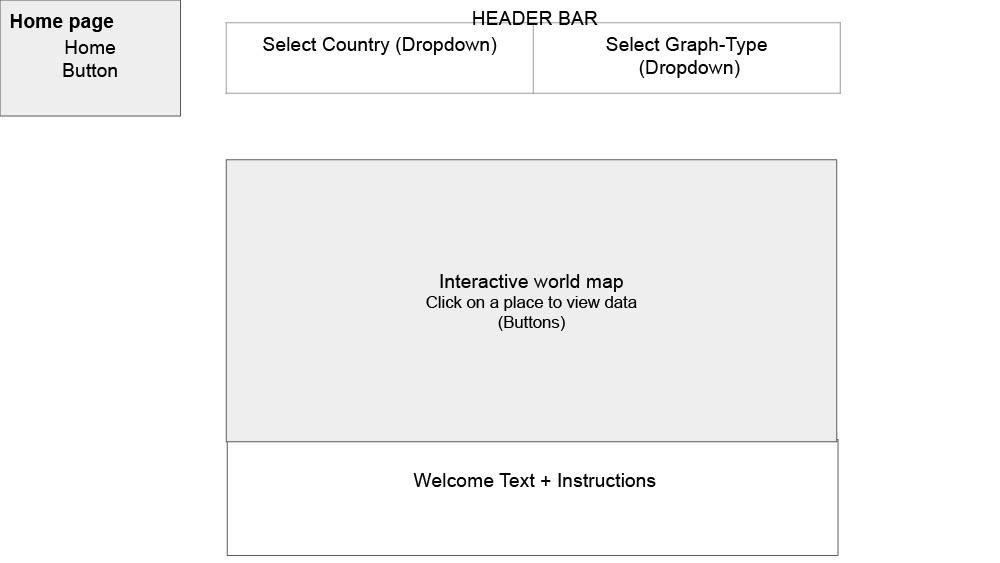 Home page
Home
Button
HEADER BAR
Select Country (Dropdown)
Select Graph-Type
(Dropdown)
Interactive world map
Click on a place to view data
(Buttons)
Welcome Text + Instructions